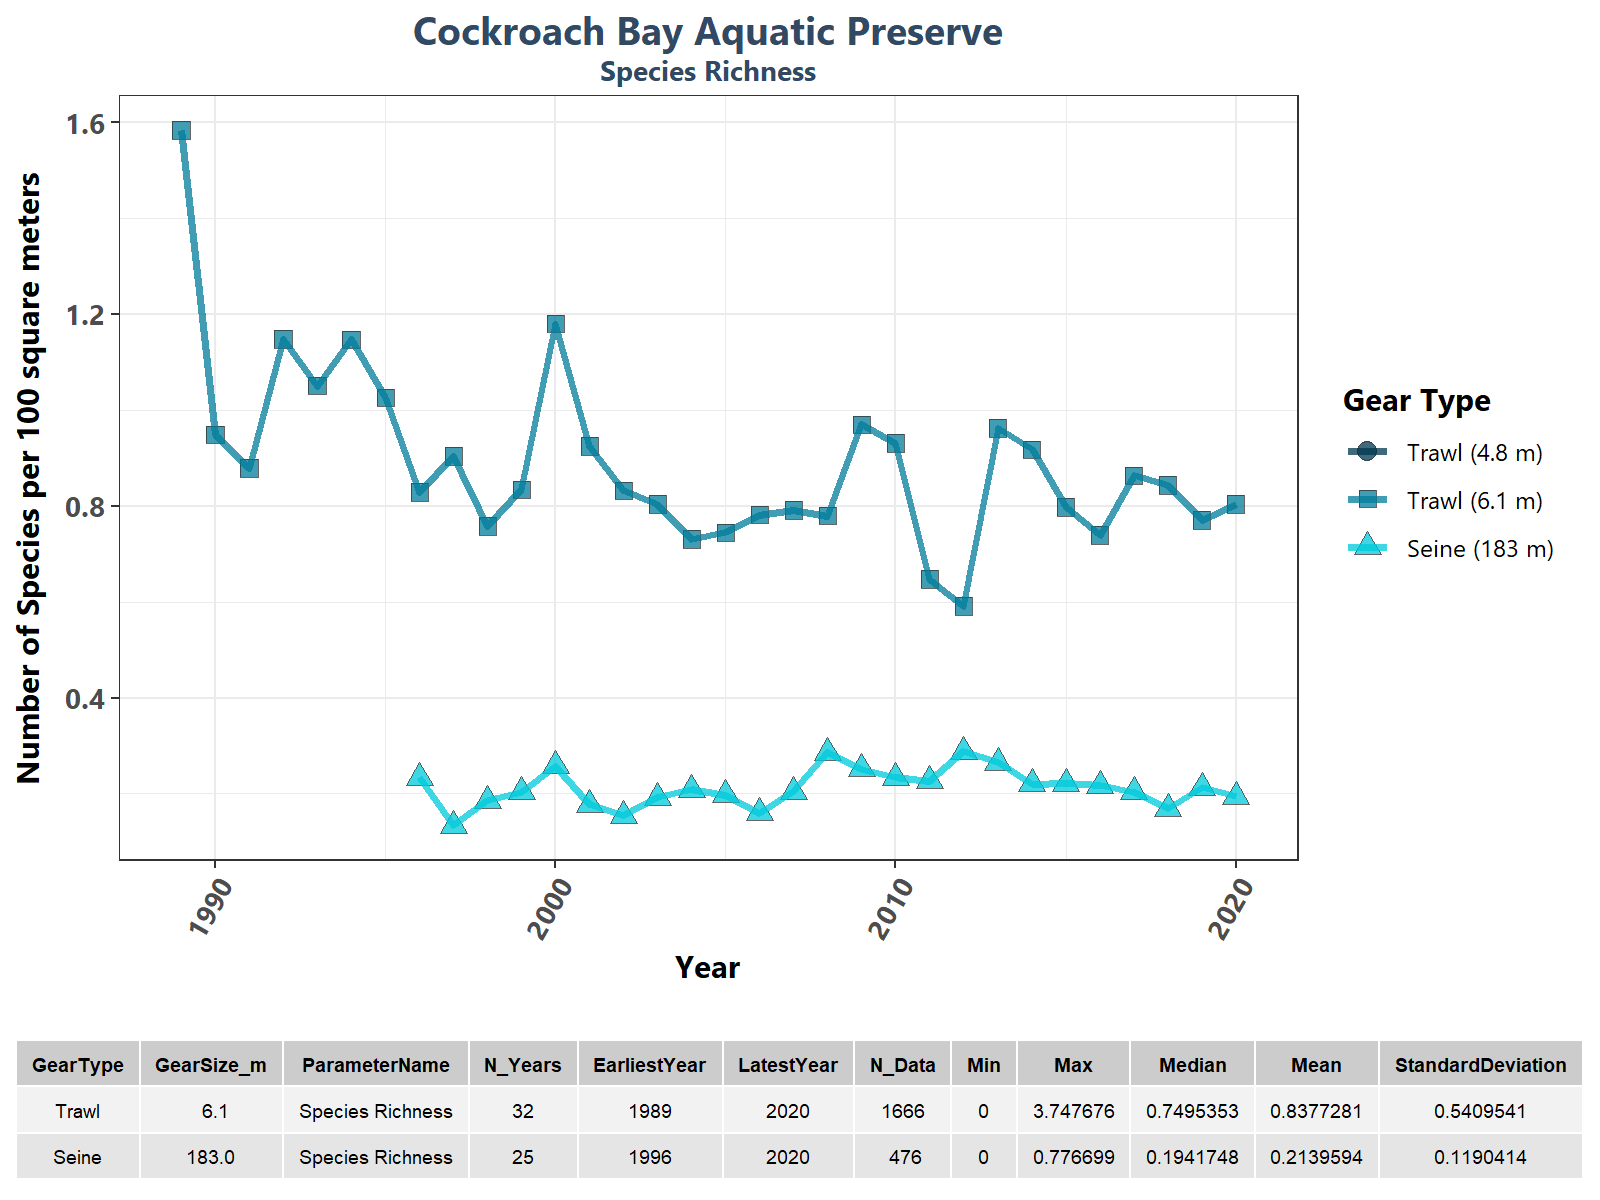 Cockroach Bay Aquatic Preserve
Species Richness
Number of Species per 100 square meters
1.6
1.2
0.8
0.4
1990
2000
2010
2020
Year
Gear Type
Trawl (4.8 m)
Trawl (6.1 m)
Seine (183 m)
GearType GearSize_m ParameterName N_Years EarliestYear LatestYear N_Data Min Max Median Mean StandardDeviation
Trawl 6.1 Species Richness 32 1989 2020 1666 0 3.747676 0.7495353 0.8377281 0.5409541
Seine 183.0 Species Richness 25 1996 2020 476 0 0.776699 0.1941748 0.2139594 0.1190414